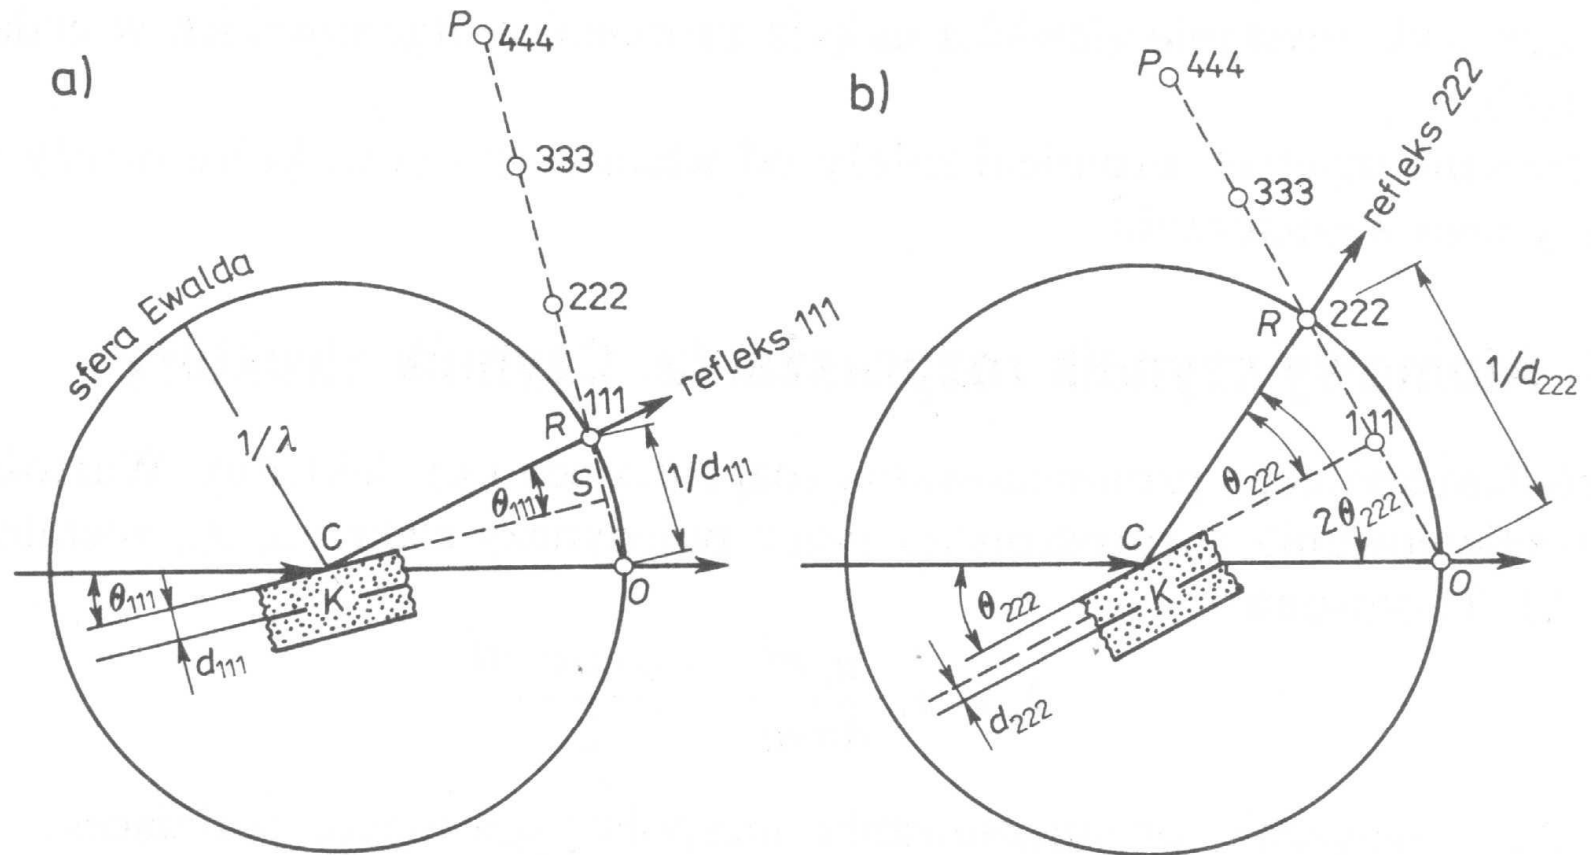 a)
P 444
333
222
sfera Ewalda
1/λ
R 111
refleks 111
S
1/d₁₁₁
θ₁₁₁
C
O
θ₁₁₁
K
d₁₁₁
b)
P 444
333
refleks 222
R 222
1/d₂₂₂
111
θ₂₂₂
2θ₂₂₂
C
O
θ₂₂₂
K
d₂₂₂